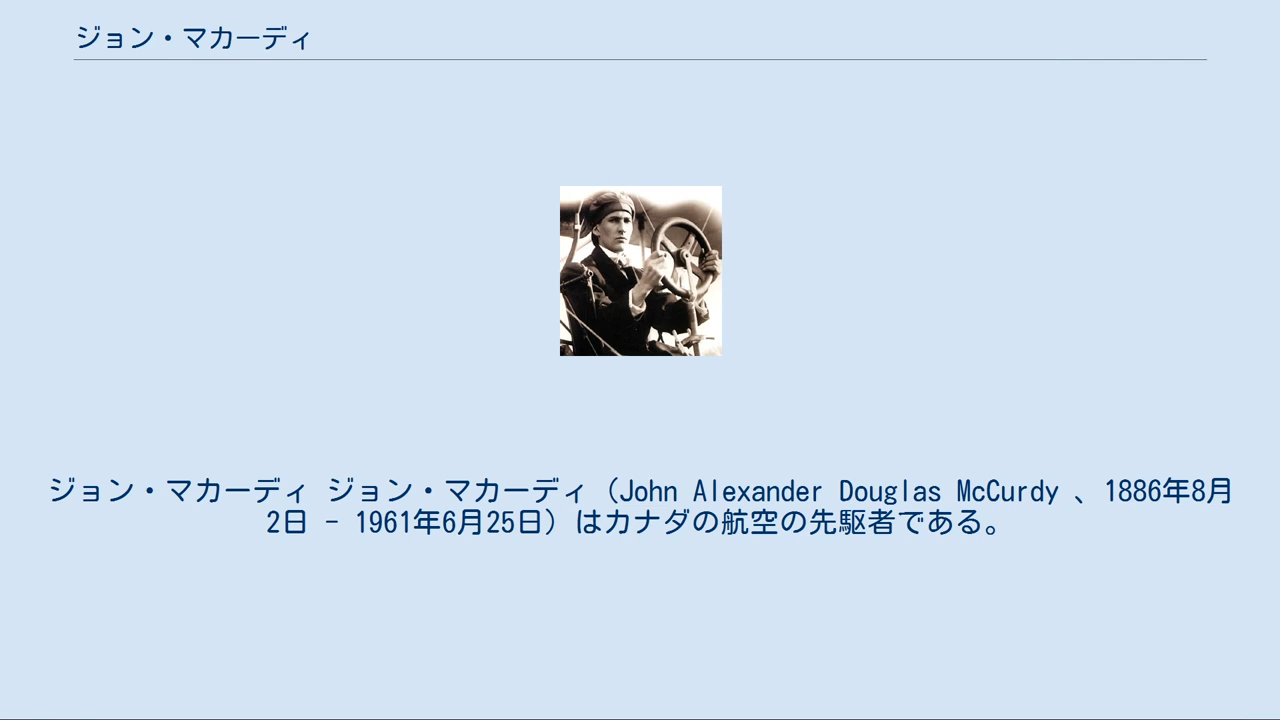 ジョン・マカーディ
ジョン・マカーディ ジョン・マカーディ（John Alexander Douglas McCurdy 、1886年8月
2日 - 1961年6月25日）はカナダの航空の先駆者である。